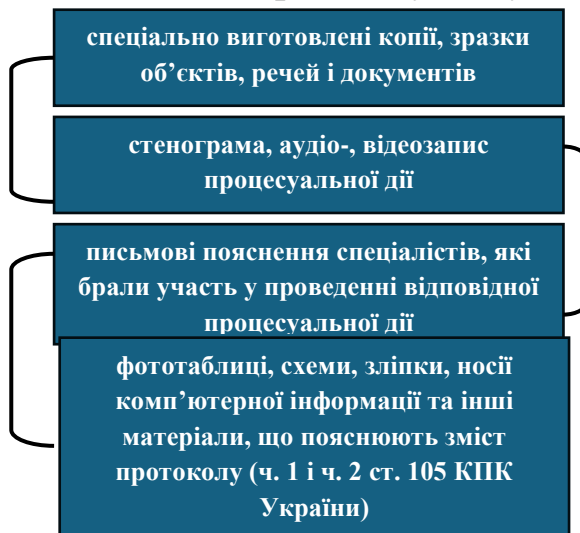 спеціально виготовлені копії, зразки
об’єктів, речей і документів
стенограма, аудіо-, відеозапис
процесуальної дії
письмові пояснення спеціалістів, які
брали участь у проведенні відповідної
процесуальної дії
фототаблиці, схеми, зліпки, носії
комп’ютерної інформації та інші
матеріали, що пояснюють зміст
протоколу (ч. 1 і ч. 2 ст. 105 КПК
України)